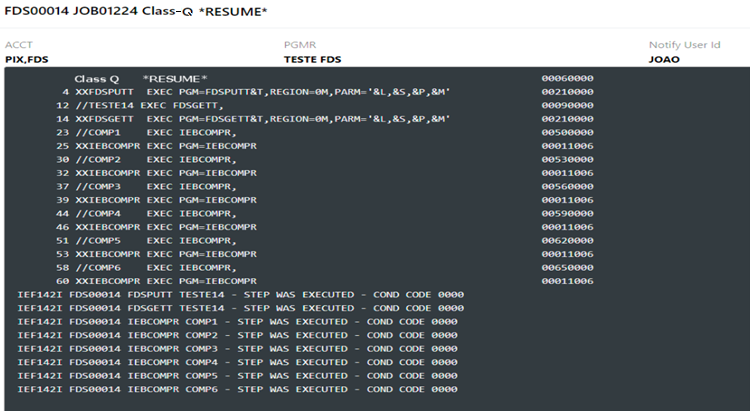 FDS00014 JOB01224 Class-Q *RESUME*
ACCT PGMR Notify User Id
PIX,FDS TESTE FDS JOAO
Class Q *RESUME* 00060000
4 XXFDSPUTT EXEC PGM=FDSPUTT&T,REGION=0M,PARM='&L,&S,&P,&M' 00210000
12 //TESTE14 EXEC FDSGETT, 00090000
14 XXFDSGETT EXEC PGM=FDSGETT&T,REGION=0M,PARM='&L,&S,&P,&M' 00210000
23 //COMP1 EXEC IEBCOMPR, 00500000
25 XXIEBCOMPR EXEC PGM=IEBCOMPR 00011006
30 //COMP2 EXEC IEBCOMPR, 00530000
32 XXIEBCOMPR EXEC PGM=IEBCOMPR 00011006
37 //COMP3 EXEC IEBCOMPR, 00560000
39 XXIEBCOMPR EXEC PGM=IEBCOMPR 00011006
44 //COMP4 EXEC IEBCOMPR, 00590000
46 XXIEBCOMPR EXEC PGM=IEBCOMPR 00011006
51 //COMP5 EXEC IEBCOMPR, 00620000
53 XXIEBCOMPR EXEC PGM=IEBCOMPR 00011006
58 //COMP6 EXEC IEBCOMPR, 00650000
60 XXIEBCOMPR EXEC PGM=IEBCOMPR 00011006
IEF142I FDS00014 FDSPUTT TESTE14 - STEP WAS EXECUTED - COND CODE 0000
IEF142I FDS00014 FDSGETT TESTE14 - STEP WAS EXECUTED - COND CODE 0000
IEF142I FDS00014 IEBCOMPR COMP1 - STEP WAS EXECUTED - COND CODE 0000
IEF142I FDS00014 IEBCOMPR COMP2 - STEP WAS EXECUTED - COND CODE 0000
IEF142I FDS00014 IEBCOMPR COMP3 - STEP WAS EXECUTED - COND CODE 0000
IEF142I FDS00014 IEBCOMPR COMP4 - STEP WAS EXECUTED - COND CODE 0000
IEF142I FDS00014 IEBCOMPR COMP5 - STEP WAS EXECUTED - COND CODE 0000
IEF142I FDS00014 IEBCOMPR COMP6 - STEP WAS EXECUTED - COND CODE 0000